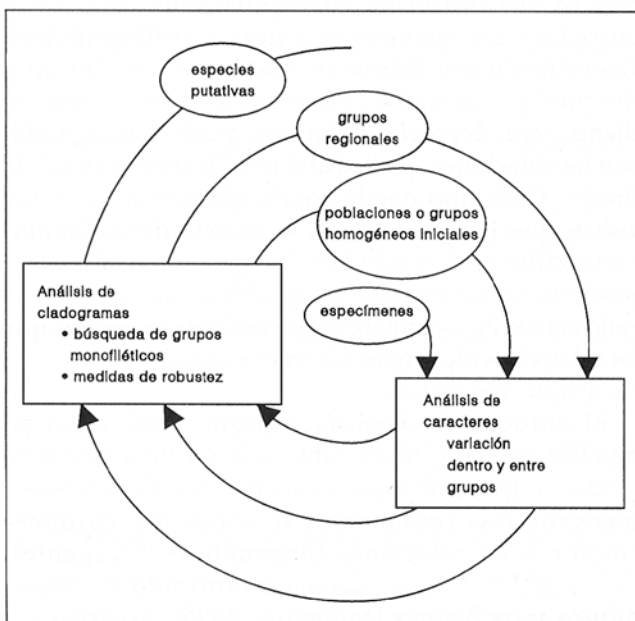 especies
putativas
grupos
regionales
poblaciones o grupos
homogéneos iniciales
especímenes
Análisis de
cladogramas
• búsqueda de grupos
monofiléticos
• medidas de robustez
Análisis de
caracteres
variación
dentro y entre
grupos